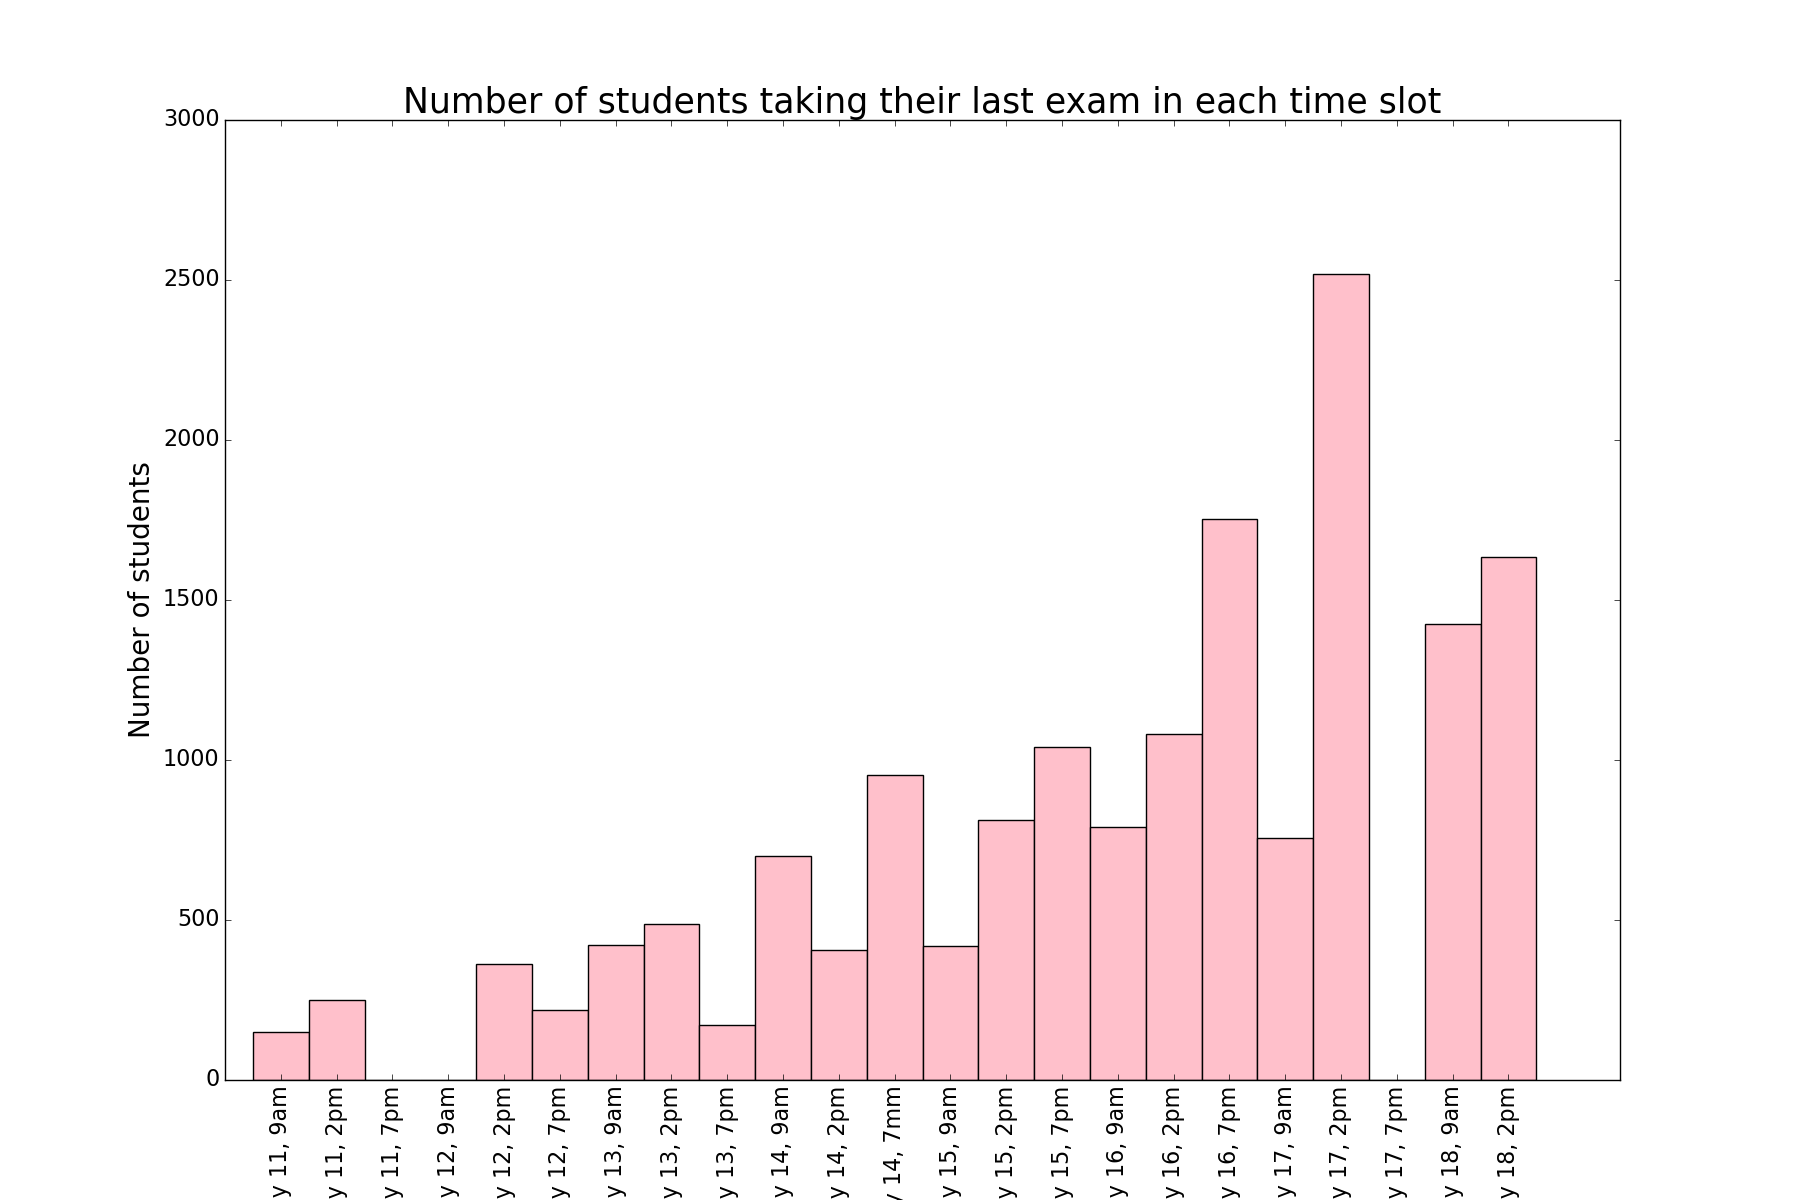 Number of students taking their last exam in each time slot
Number of students
3000
2500
2000
1500
1000
500
0
y 11, 9am
y 11, 2pm
y 11, 7pm
y 12, 9am
y 12, 2pm
y 12, 7pm
y 13, 9am
y 13, 2pm
y 13, 7pm
y 14, 9am
y 14, 2pm
y 14, 7mm
y 15, 9am
y 15, 2pm
y 15, 7pm
y 16, 9am
y 16, 2pm
y 16, 7pm
y 17, 9am
y 17, 2pm
y 17, 7pm
y 18, 9am
y 18, 2pm